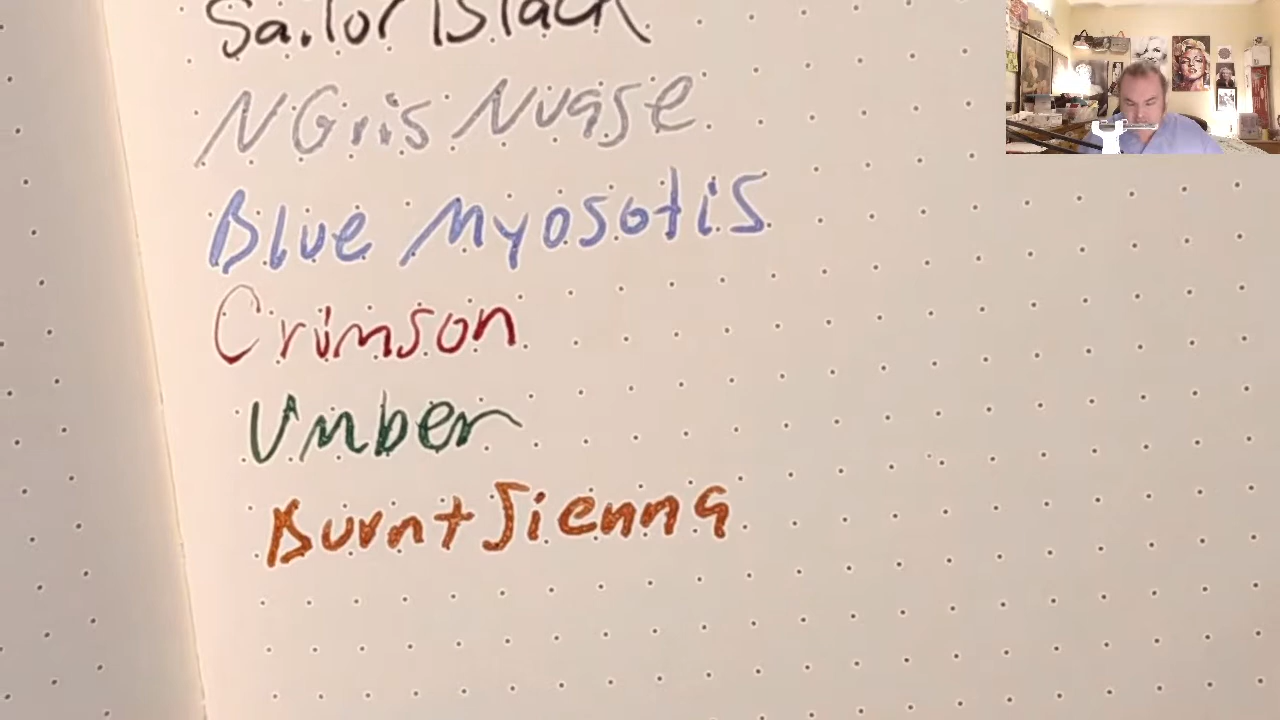 Sailor Black
N Gris Nuage
Blue Myosotis
Crimson
Umber
Burnt Sienna